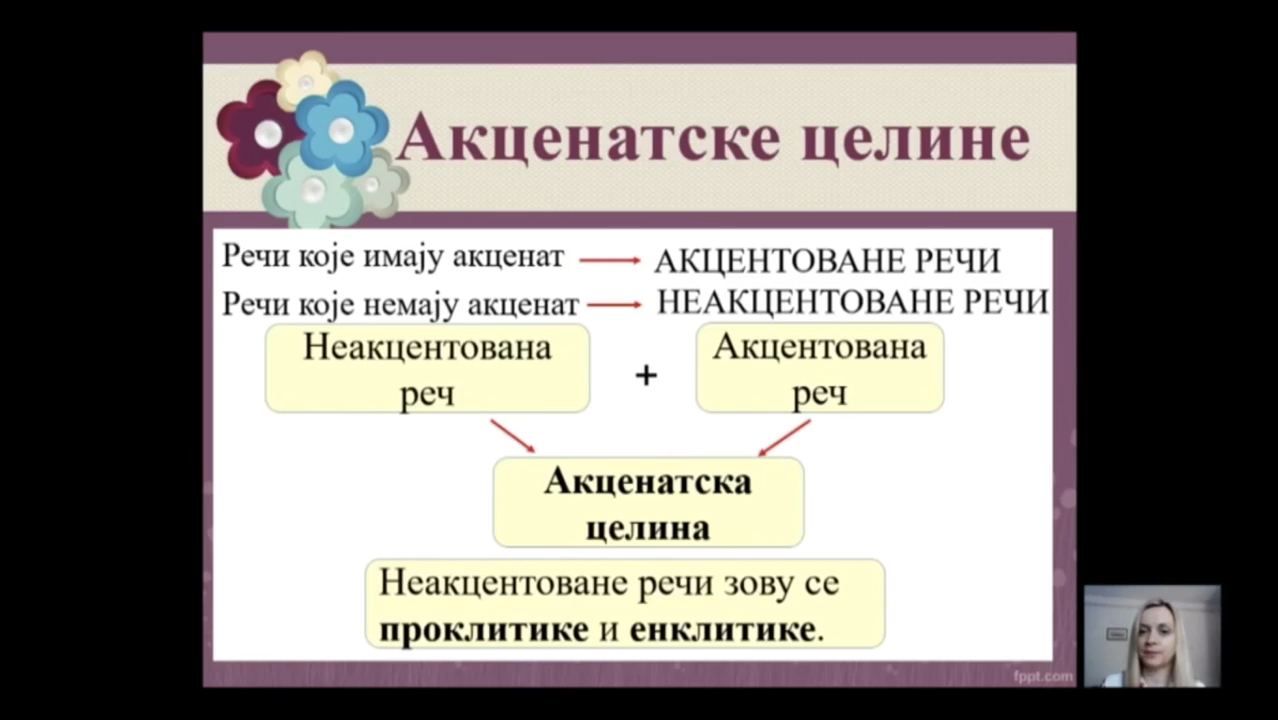 Акценатске целине
Речи које имају акценат
АКЦЕНТОВАНЕ РЕЧИ
Речи које немају акценат
НЕАКЦЕНТОВАНЕ РЕЧИ
Неакцентована
реч
+
Акцентована
реч
Акценатска
целина
Неакцентоване речи зову се
проклитике и енклитике.
fppt.com